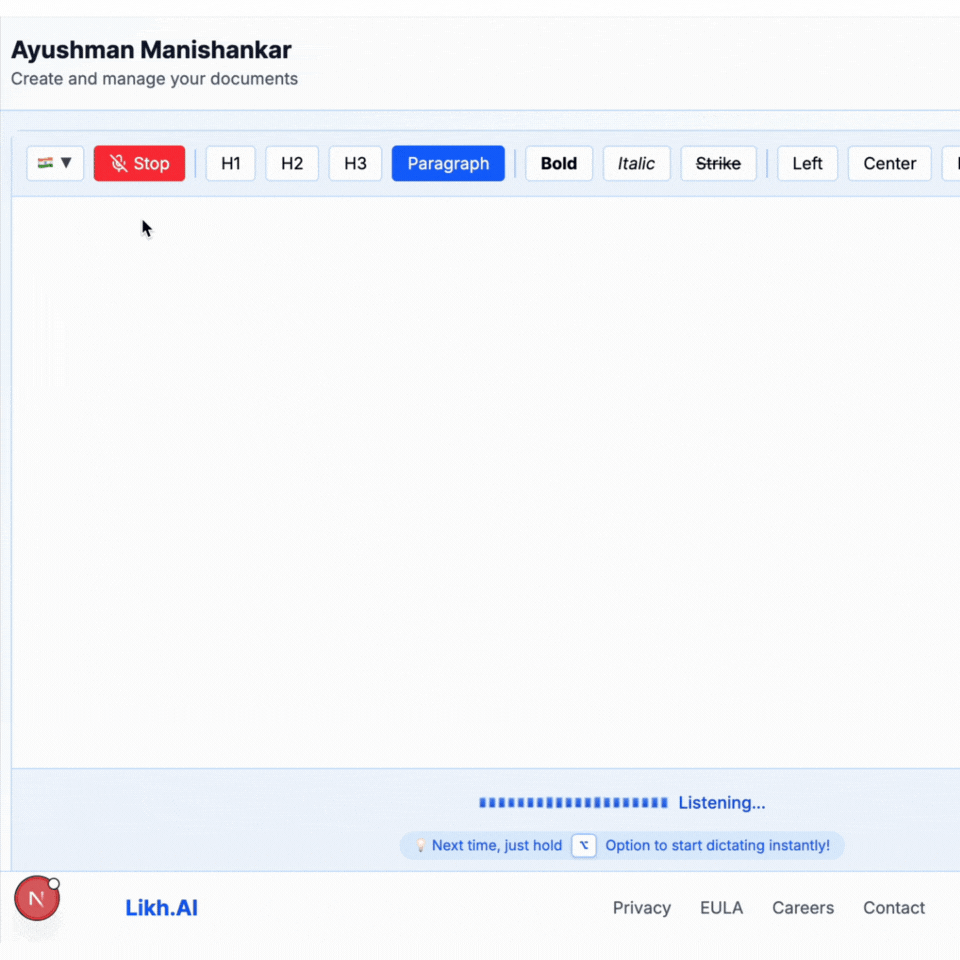 Ayushman Manishankar
Create and manage your documents
▼ Stop H1 H2 H3 Paragraph Bold Italic Strike Left Center
Listening...
Next time, just hold ⌥ Option to start dictating instantly!
N Likh.AI Privacy EULA Careers Contact